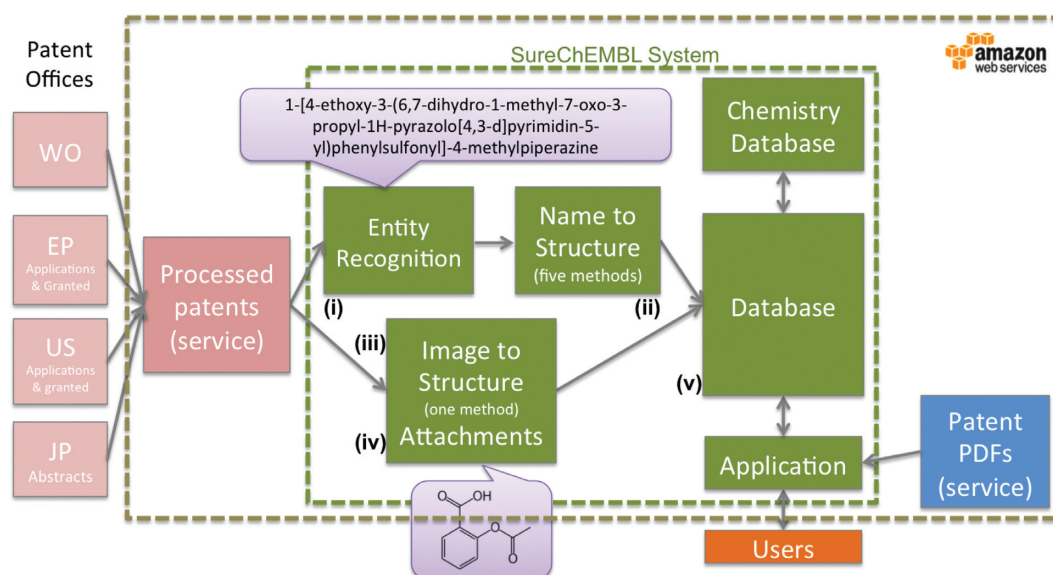 Patent
Offices
WO
EP
Applications
& Granted
US
Applications
& granted
JP
Abstracts
Processed
patents
(service)
SureChEMBL System
amazon
web services
1-[4-ethoxy-3-(6,7-dihydro-1-methyl-7-oxo-3-
propyl-1H-pyrazolo[4,3-d]pyrimidin-5-
yl)phenylsulfonyl]-4-methylpiperazine
Entity
Recognition
(i)
Name to
Structure
(five methods)
(ii)
(iii)
Image to
Structure
(one method)
(iv)
Attachments
O
OH
O
O
Chemistry
Database
Database
(v)
Application
Patent
PDFs
(service)
Users